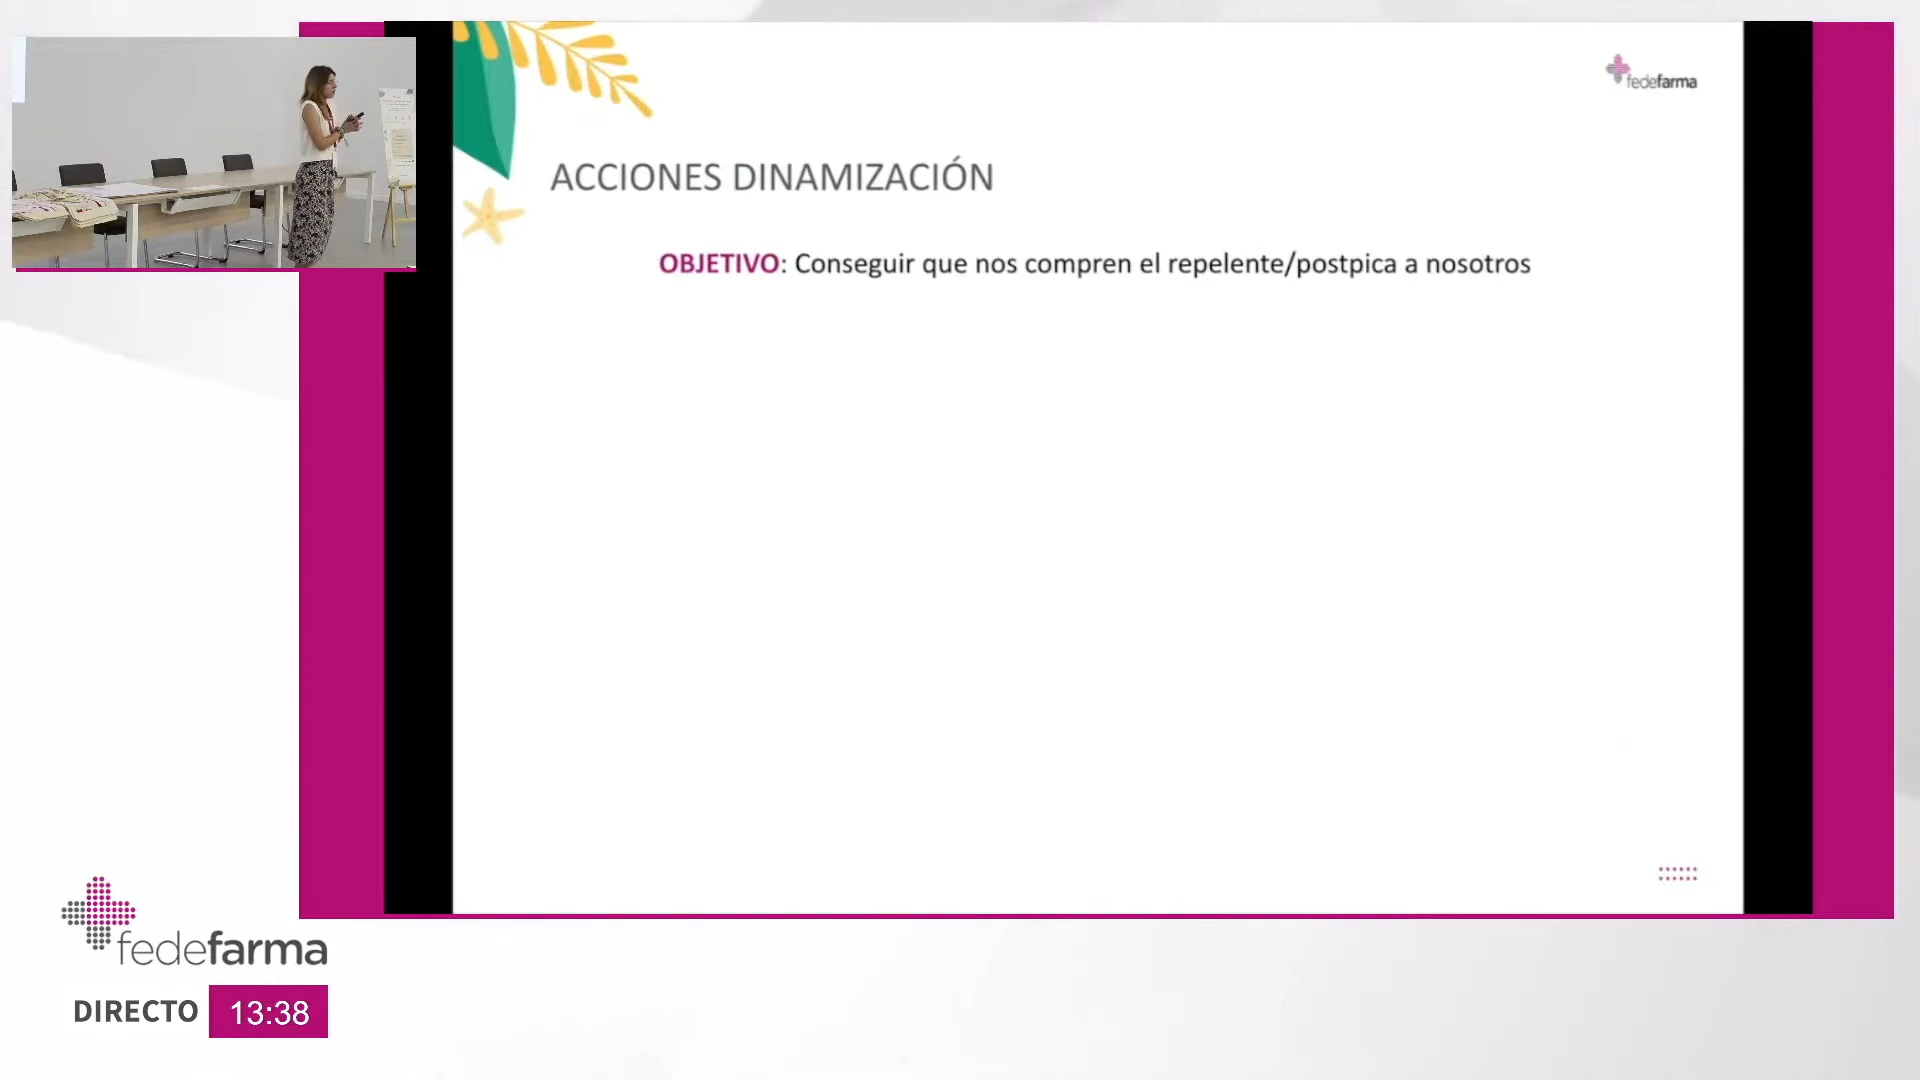 fedefarma
ACCIONES DINAMIZACIÓN
OBJETIVO: Conseguir que nos compren el repelente/postpica a nosotros
fedefarma
DIRECTO 13:38